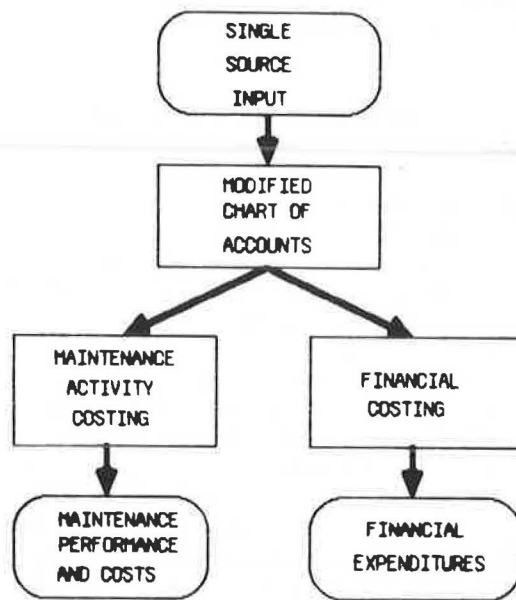 SINGLE
SOURCE
INPUT
MODIFIED
CHART OF
ACCOUNTS
MAINTENANCE
ACTIVITY
COSTING
FINANCIAL
COSTING
MAINTENANCE
PERFORMANCE
AND COSTS
FINANCIAL
EXPENDITURES